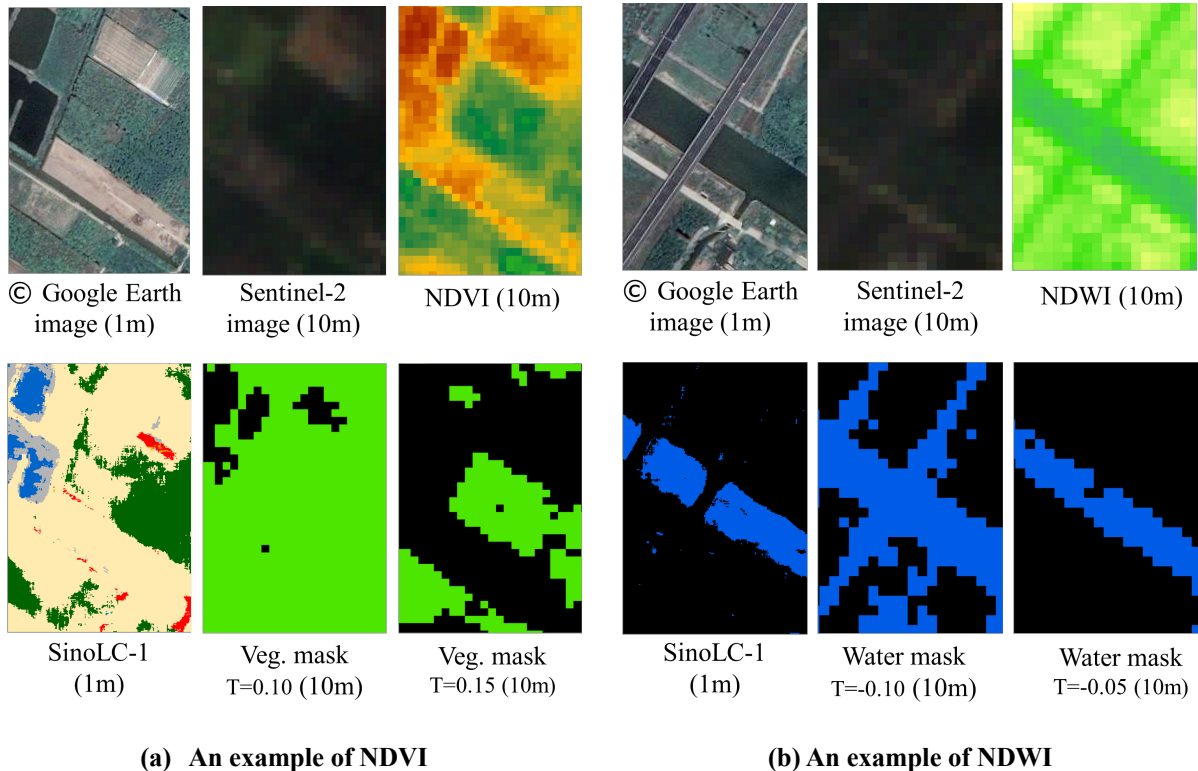 © Google Earth
image (1m)
Sentinel-2
image (10m)
NDVI (10m)
© Google Earth
image (1m)
Sentinel-2
image (10m)
NDWI (10m)
SinoLC-1
(1m)
Veg. mask
T=0.10 (10m)
Veg. mask
T=0.15 (10m)
SinoLC-1
(1m)
Water mask
T=-0.10 (10m)
Water mask
T=-0.05 (10m)
(a) An example of NDVI
(b) An example of NDWI